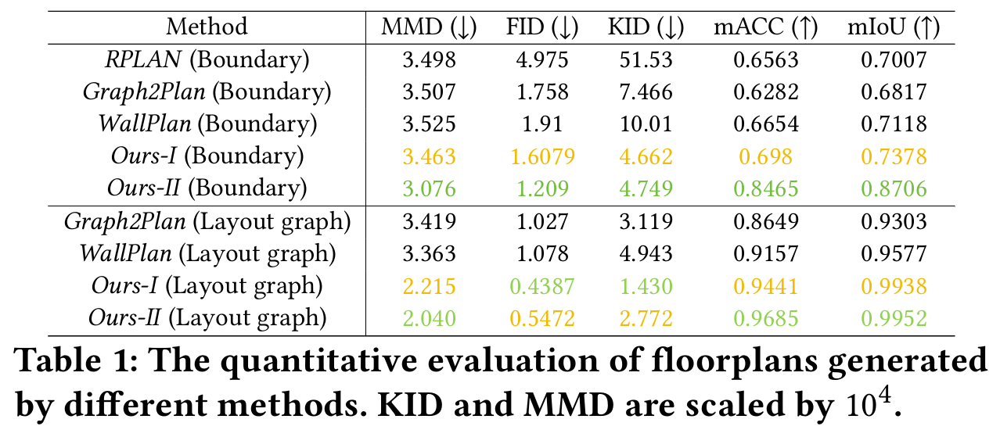 Method MMD (↓) FID (↓) KID (↓) mACC (↑) mIoU (↑)
RPLAN (Boundary) 3.498 4.975 51.53 0.6563 0.7007
Graph2Plan (Boundary) 3.507 1.758 7.466 0.6282 0.6817
WallPlan (Boundary) 3.525 1.91 10.01 0.6654 0.7118
Ours-I (Boundary) 3.463 1.6079 4.662 0.698 0.7378
Ours-II (Boundary) 3.076 1.209 4.749 0.8465 0.8706
Graph2Plan (Layout graph) 3.419 1.027 3.119 0.8649 0.9303
WallPlan (Layout graph) 3.363 1.078 4.943 0.9157 0.9577
Ours-I (Layout graph) 2.215 0.4387 1.430 0.9441 0.9938
Ours-II (Layout graph) 2.040 0.5472 2.772 0.9685 0.9952
Table 1: The quantitative evaluation of floorplans generated
by different methods. KID and MMD are scaled by 10⁴.